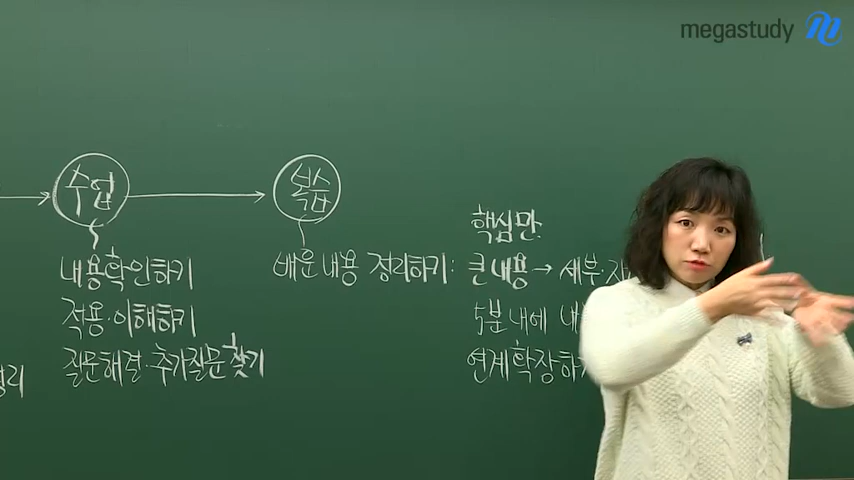 megastudy
수업
복습
내용확인하기
적용·이해하기
질문해결·추가질문찾기
배운 내용 정리하기:
핵심만
큰내용→세부·자
5분내에
연계확장하기